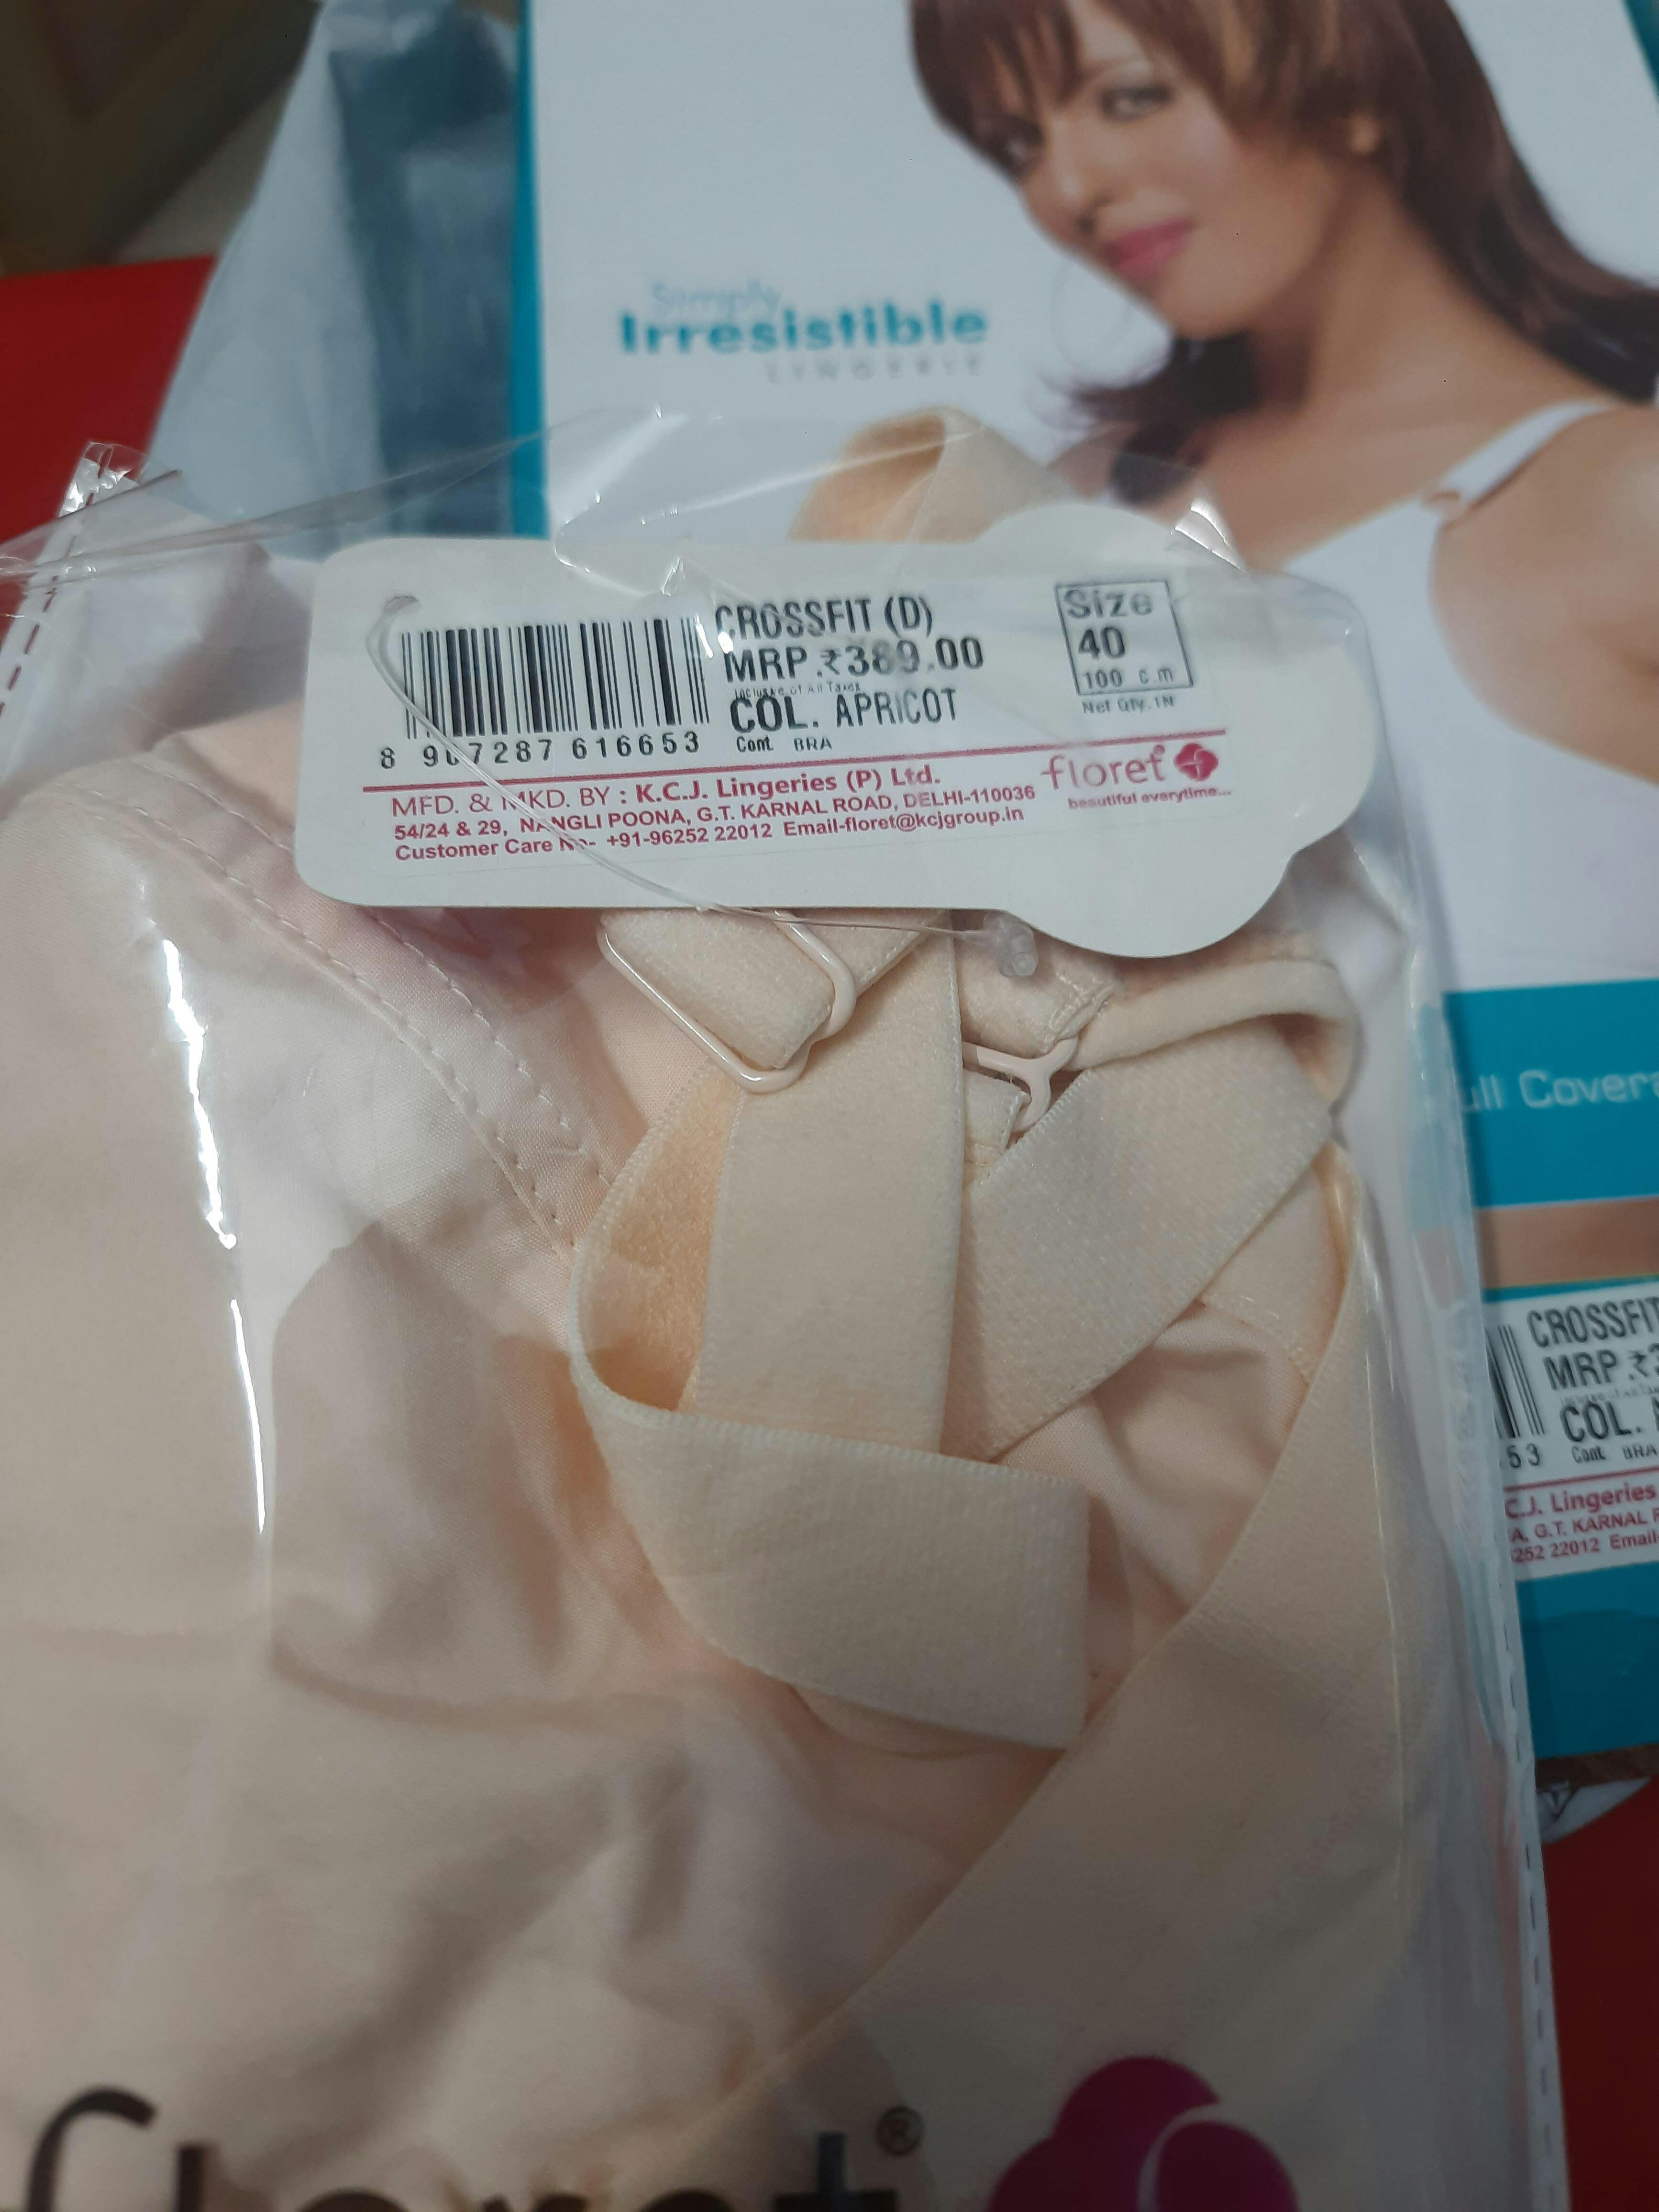 Simply
Irresistible
LINGERIE
CROSSFIT (D)
MRP.₹389.00
Inclusive of All Taxes
COL. APRICOT
Cont BRA
Size
40
100 c.m
Net Qty. 1N
8 907287 616653
MFD. & MKD. BY : K.C.J. Lingeries (P) Ltd.
54/24 & 29, NANGLI POONA, G.T. KARNAL ROAD, DELHI-110036
Customer Care No- +91-96252 22012 Email-floret@kcjgroup.in
floret®
beautiful everytime...
ull Covera
CROSSFIT
MRP.₹3
COL. A
53 Cont BRA
C.J. Lingeries
A, G.T. KARNAL R
252 22012 Email-
floret®